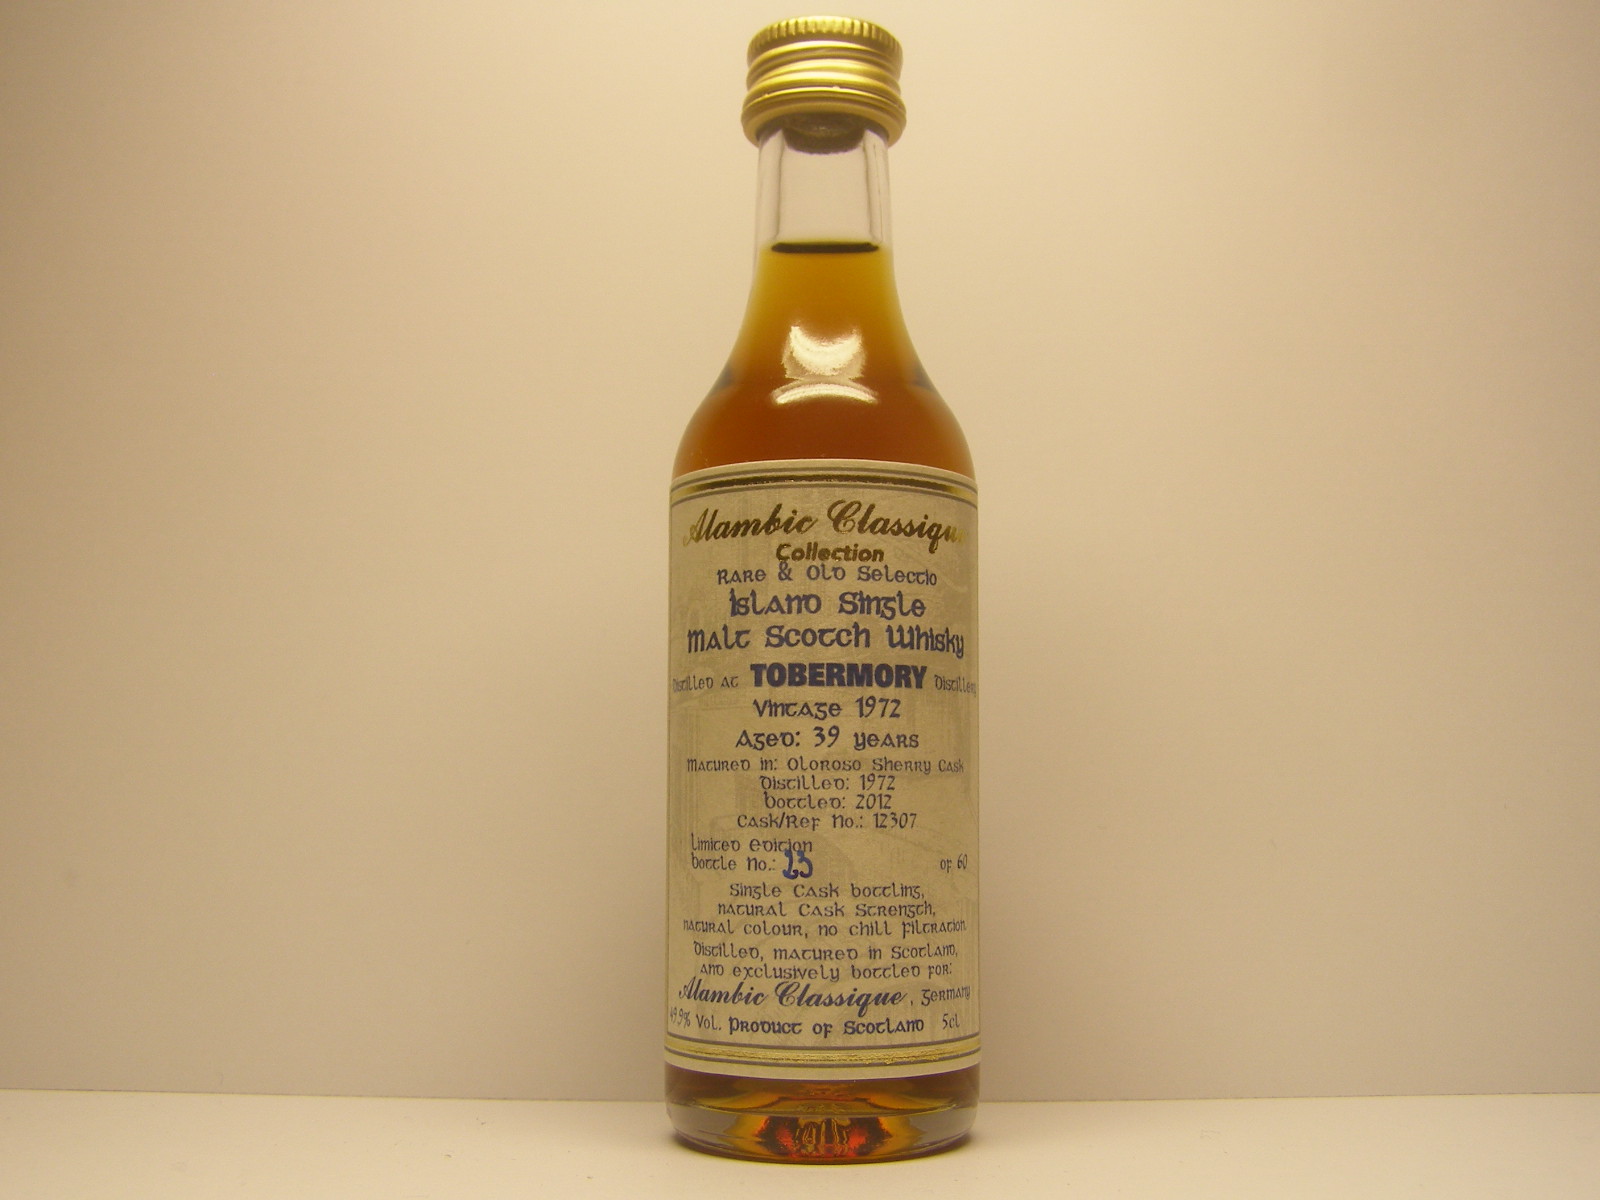 Alambic Classique
Collection
Rare & Old Selectio
Island Single
Malt Scotch Whisky
Distilled at TOBERMORY Distillery
Vintage 1972
Aged: 39 years
Matured in: Oloroso Sherry Cask
Distilled: 1972
Bottled: 2012
Cask/Ref No.: 12307
Limited Edition
Bottle No.: 23 of 60
Single Cask bottling,
natural Cask Strength,
natural colour, no chill filtration
Distilled, matured in Scotland,
and exclusively bottled for:
Alambic Classique, Germany
49.9% Vol. Product of Scotland 5cl